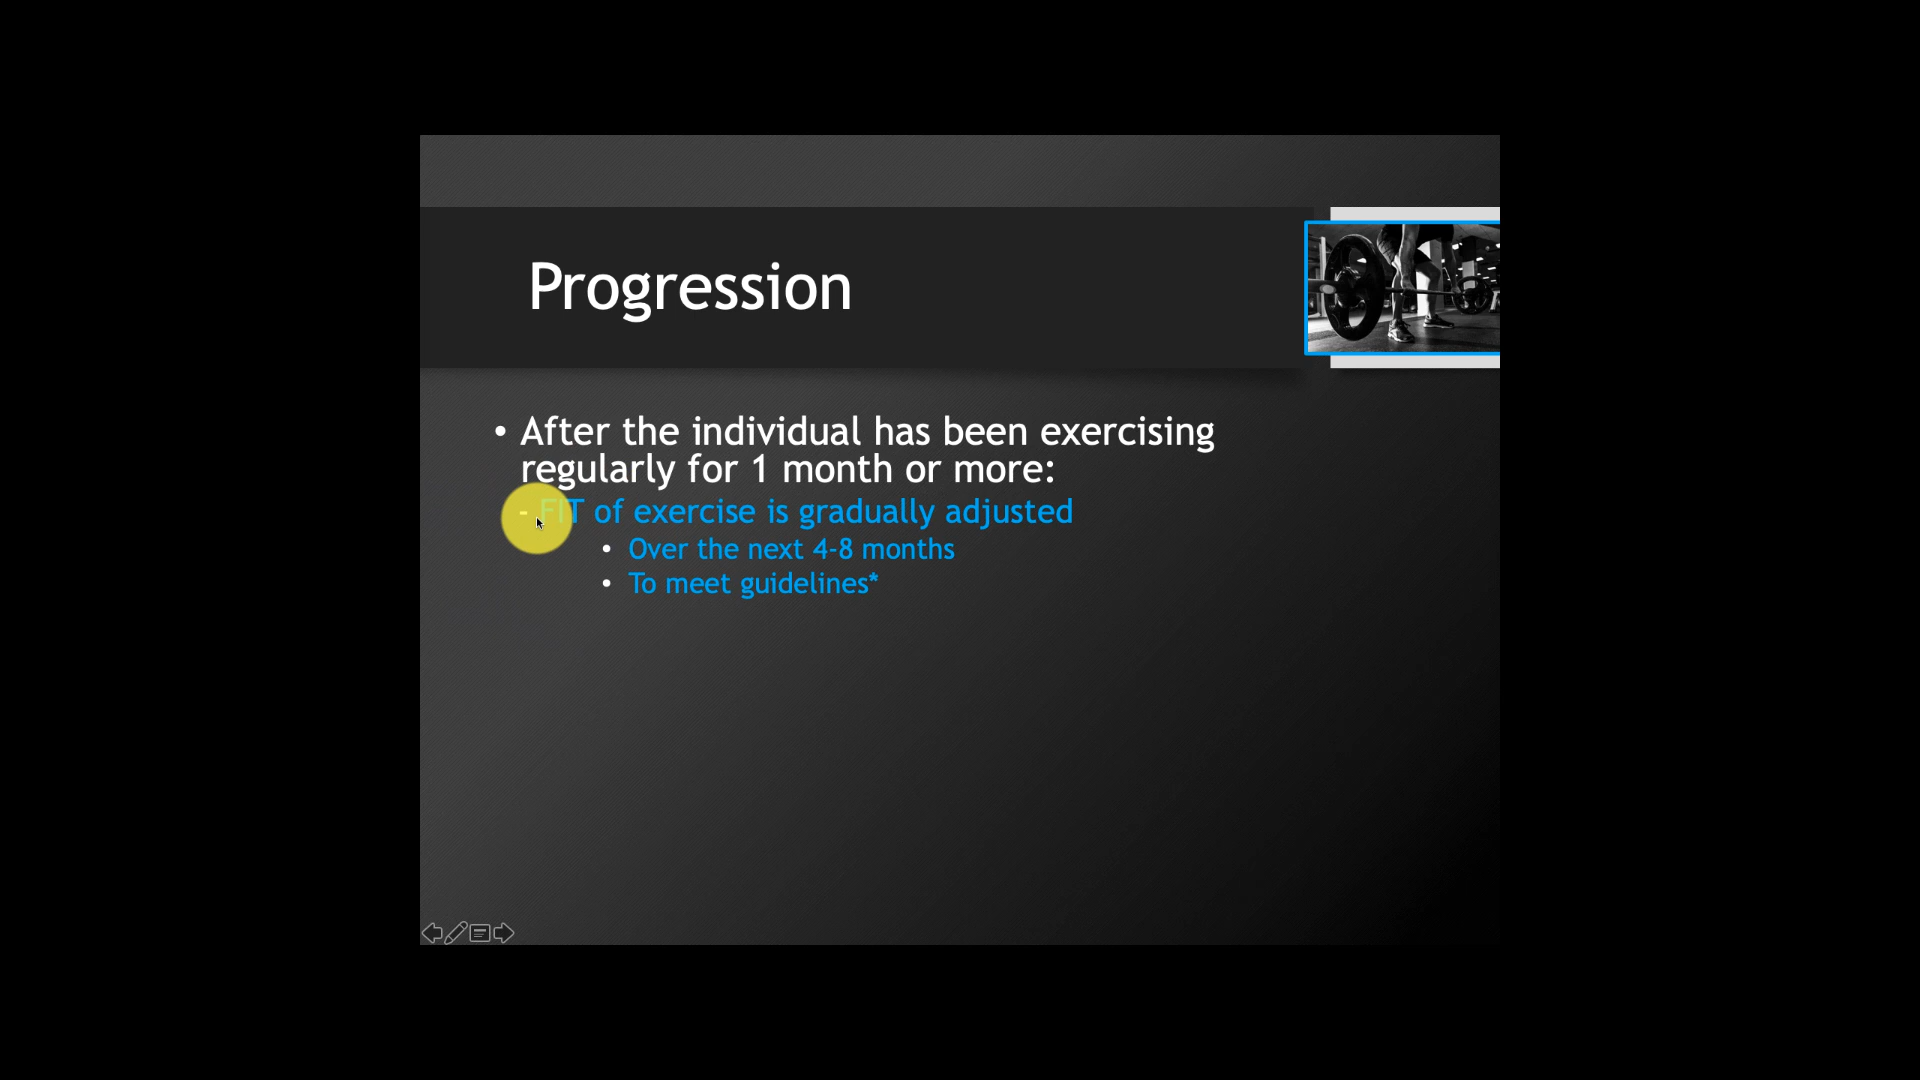 Progression
• After the individual has been exercising
regularly for 1 month or more:
- FIT of exercise is gradually adjusted
• Over the next 4-8 months
• To meet guidelines*